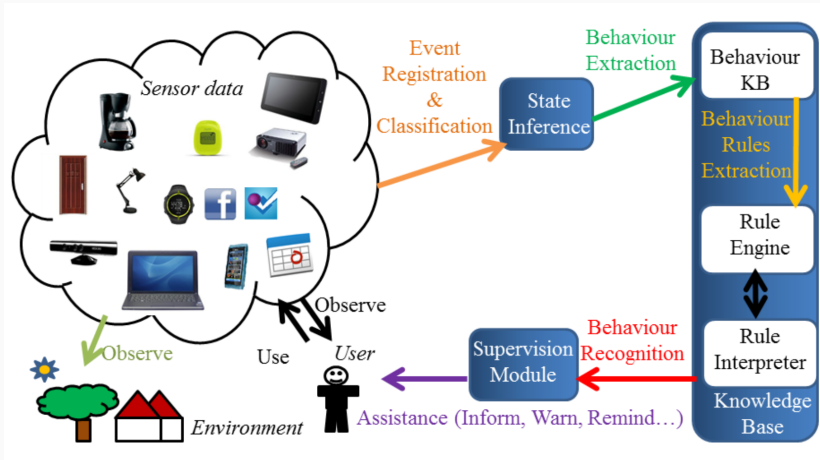 Sensor data
Event
Registration
&
Classification
State
Inference
Behaviour
Extraction
Behaviour
KB
Behaviour
Rules
Extraction
Rule
Engine
Rule
Interpreter
Knowledge
Base
Behaviour
Recognition
Supervision
Module
Assistance (Inform, Warn, Remind…)
Observe
Use
User
Observe
Environment
f